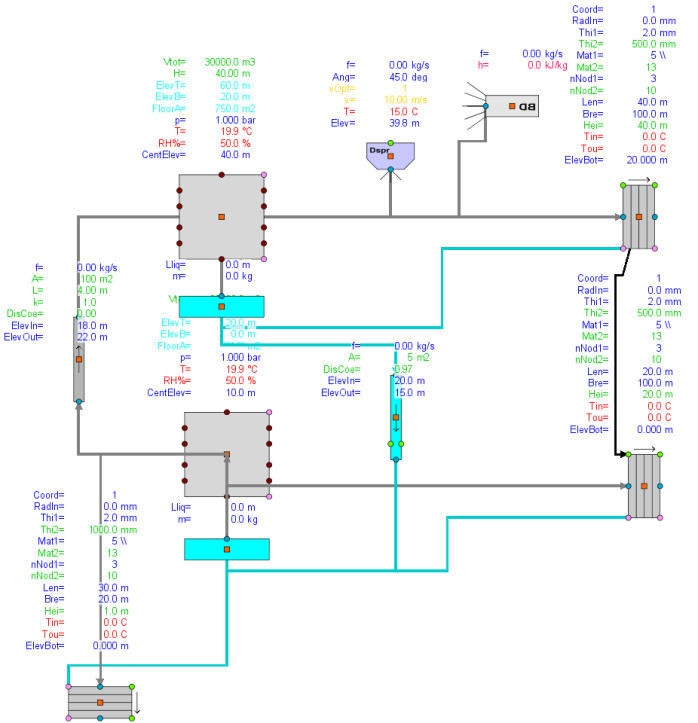 Coord= 1
RadIn= 0.0 mm
Thi1= 2.0 mm
Thi2= 500.0 mm
Mat1= 5 \\
Mat2= 13
nNod1= 3
nNod2= 10
Len= 40.0 m
Bre= 100.0 m
Hei= 40.0 m
Tin= 0.0 C
Tou= 0.0 C
ElevBot= 20.000 m
Vtot= 30000.0 m3
H= 40.00 m
ElevT= 60.0 m
ElevB= 20.0 m
FloorA= 750.0 m2
p= 1.000 bar
T= 19.9 °C
RH%= 50.0 %
CentElev= 40.0 m
f= 0.00 kg/s
Ang= 45.0 deg
vOpt= 1
v= 10.00 m/s
T= 15.0 C
Elev= 39.8 m
f= 0.00 kg/s
h= 0.0 kJ/kg
BD
Dspr
Lliq= 0.0 m
m= 0.0 kg
f= 0.00 kg/s
A= 100 m2
L= 4.00 m
k= 1.0
DisCoe= 0.00
ElevIn= 18.0 m
ElevOut= 22.0 m
ElevT= 20.0 m
ElevB= 0.0 m
FloorA=
p= 1.000 bar
T= 19.9 °C
RH%= 50.0 %
CentElev= 10.0 m
f= 0.00 kg/s
A= 5 m2
DisCoe= 0.97
ElevIn= 20.0 m
ElevOut= 15.0 m
Coord= 1
RadIn= 0.0 mm
Thi1= 2.0 mm
Thi2= 500.0 mm
Mat1= 5 \\
Mat2= 13
nNod1= 3
nNod2= 10
Len= 20.0 m
Bre= 100.0 m
Hei= 20.0 m
Tin= 0.0 C
Tou= 0.0 C
ElevBot= 0.000 m
Lliq= 0.0 m
m= 0.0 kg
Coord= 1
RadIn= 0.0 mm
Thi1= 2.0 mm
Thi2= 1000.0 mm
Mat1= 5 \\
Mat2= 13
nNod1= 3
nNod2= 10
Len= 30.0 m
Bre= 20.0 m
Hei= 1.0 m
Tin= 0.0 C
Tou= 0.0 C
ElevBot= 0.000 m